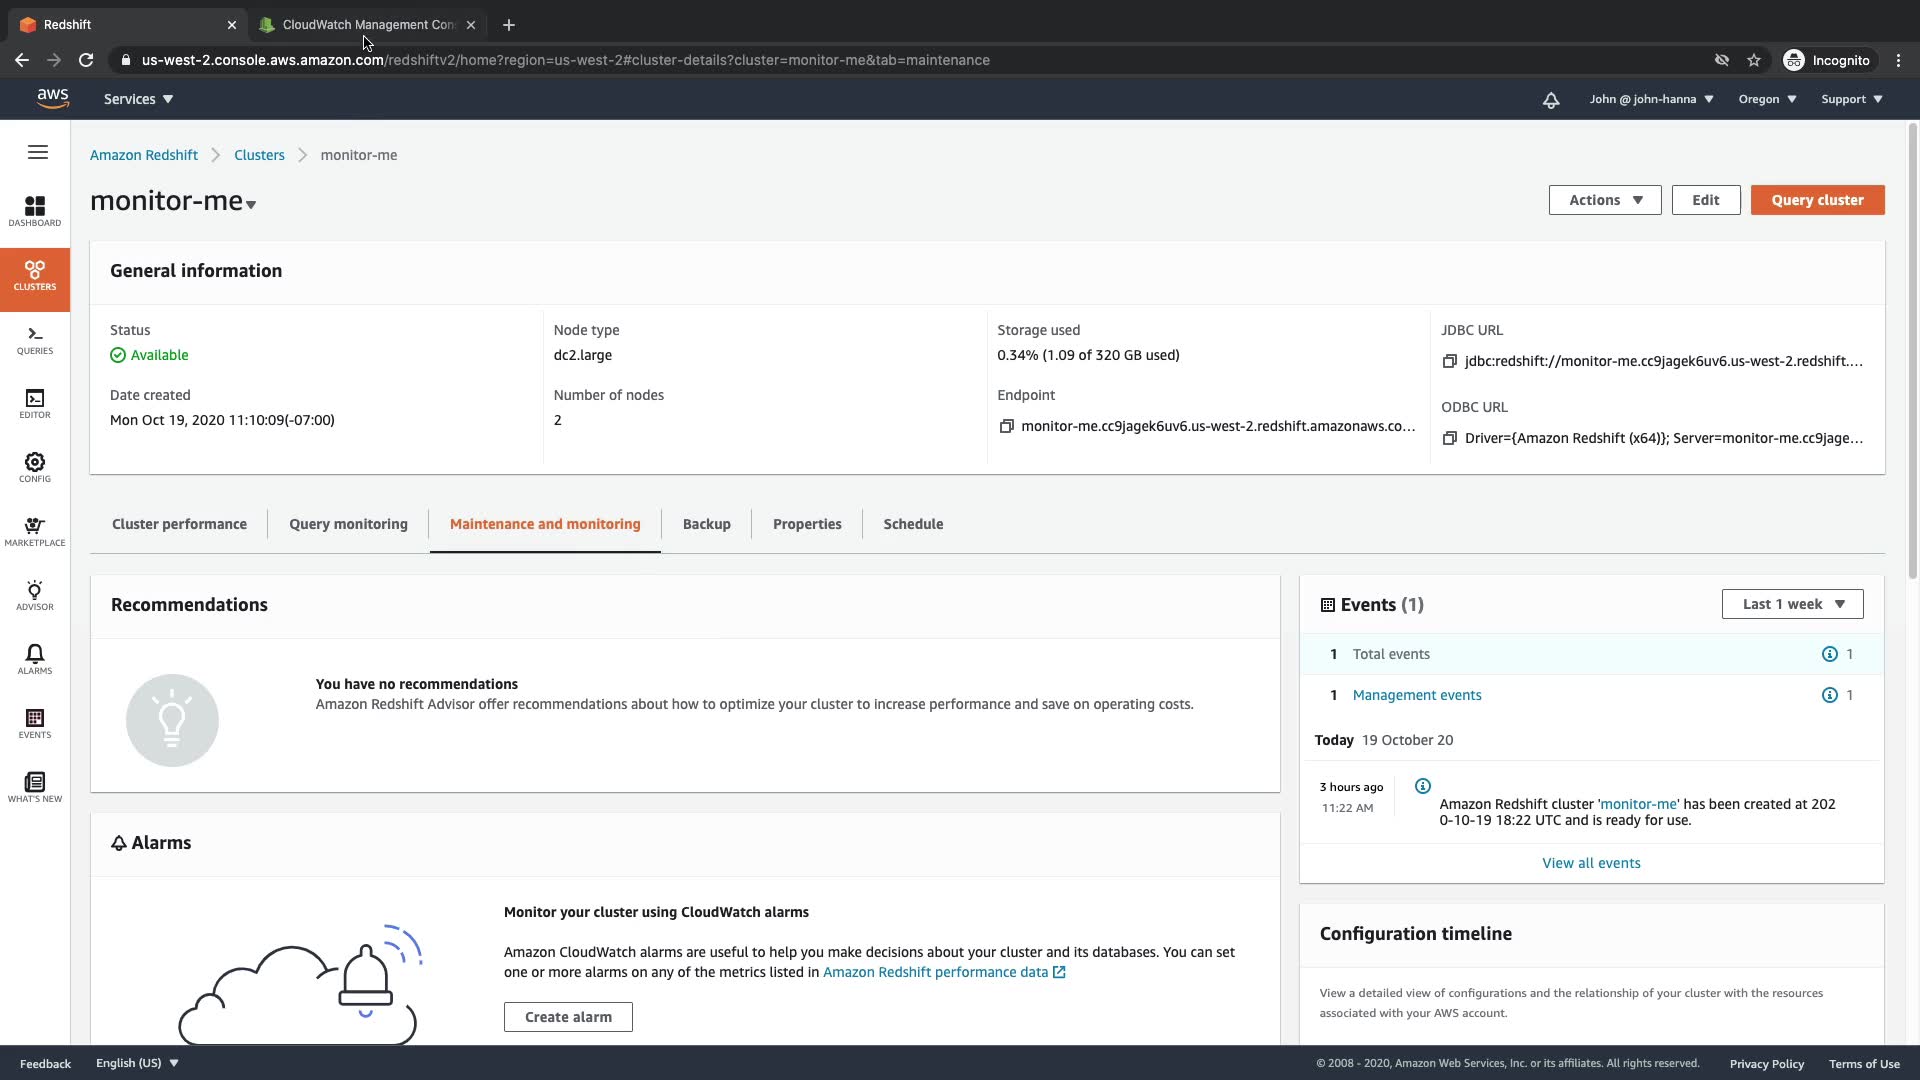 Redshift
CloudWatch Management Con
us-west-2.console.aws.amazon.com/redshiftv2/home?region=us-west-2#cluster-details?cluster=monitor-me&tab=maintenance
Incognito
aws
Services
John @ john-hanna
Oregon
Support
Amazon Redshift
Clusters
monitor-me
monitor-me
Actions
Edit
Query cluster
DASHBOARD
CLUSTERS
QUERIES
EDITOR
CONFIG
MARKETPLACE
ADVISOR
ALARMS
EVENTS
WHAT'S NEW
General information
Status
Available
Date created
Mon Oct 19, 2020 11:10:09(-07:00)
Node type
dc2.large
Number of nodes
2
Storage used
0.34% (1.09 of 320 GB used)
Endpoint
monitor-me.cc9jagek6uv6.us-west-2.redshift.amazonaws.co...
JDBC URL
jdbc:redshift://monitor-me.cc9jagek6uv6.us-west-2.redshift....
ODBC URL
Driver={Amazon Redshift (x64)}; Server=monitor-me.cc9jage...
Cluster performance
Query monitoring
Maintenance and monitoring
Backup
Properties
Schedule
Recommendations
You have no recommendations
Amazon Redshift Advisor offer recommendations about how to optimize your cluster to increase performance and save on operating costs.
Alarms
Monitor your cluster using CloudWatch alarms
Amazon CloudWatch alarms are useful to help you make decisions about your cluster and its databases. You can set
one or more alarms on any of the metrics listed in Amazon Redshift performance data
Create alarm
Events (1)
Last 1 week
1 Total events 1
1 Management events 1
Today 19 October 20
3 hours ago
11:22 AM
Amazon Redshift cluster 'monitor-me' has been created at 202
0-10-19 18:22 UTC and is ready for use.
View all events
Configuration timeline
View a detailed view of configurations and the relationship of your cluster with the resources
associated with your AWS account.
Feedback
English (US)
© 2008 - 2020, Amazon Web Services, Inc. or its affiliates. All rights reserved.
Privacy Policy
Terms of Use